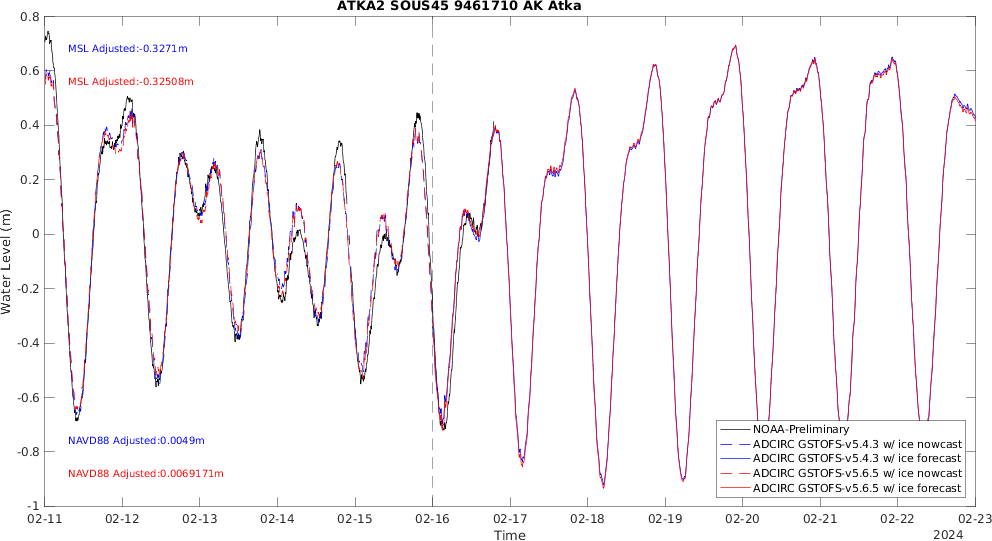 ATKA2 SOUS45 9461710 AK Atka
0.8
0.6
0.4
0.2
0
-0.2
-0.4
-0.6
-0.8
-1
Water Level (m)
MSL Adjusted:-0.3271m
MSL Adjusted:-0.32508m
NAVD88 Adjusted:0.0049m
NAVD88 Adjusted:0.0069171m
NOAA-Preliminary
ADCIRC GSTOFS-v5.4.3 w/ ice nowcast
ADCIRC GSTOFS-v5.4.3 w/ ice forecast
ADCIRC GSTOFS-v5.6.5 w/ ice nowcast
ADCIRC GSTOFS-v5.6.5 w/ ice forecast
02-11 02-12 02-13 02-14 02-15 02-16 02-17 02-18 02-19 02-20 02-21 02-22 02-23
Time
2024